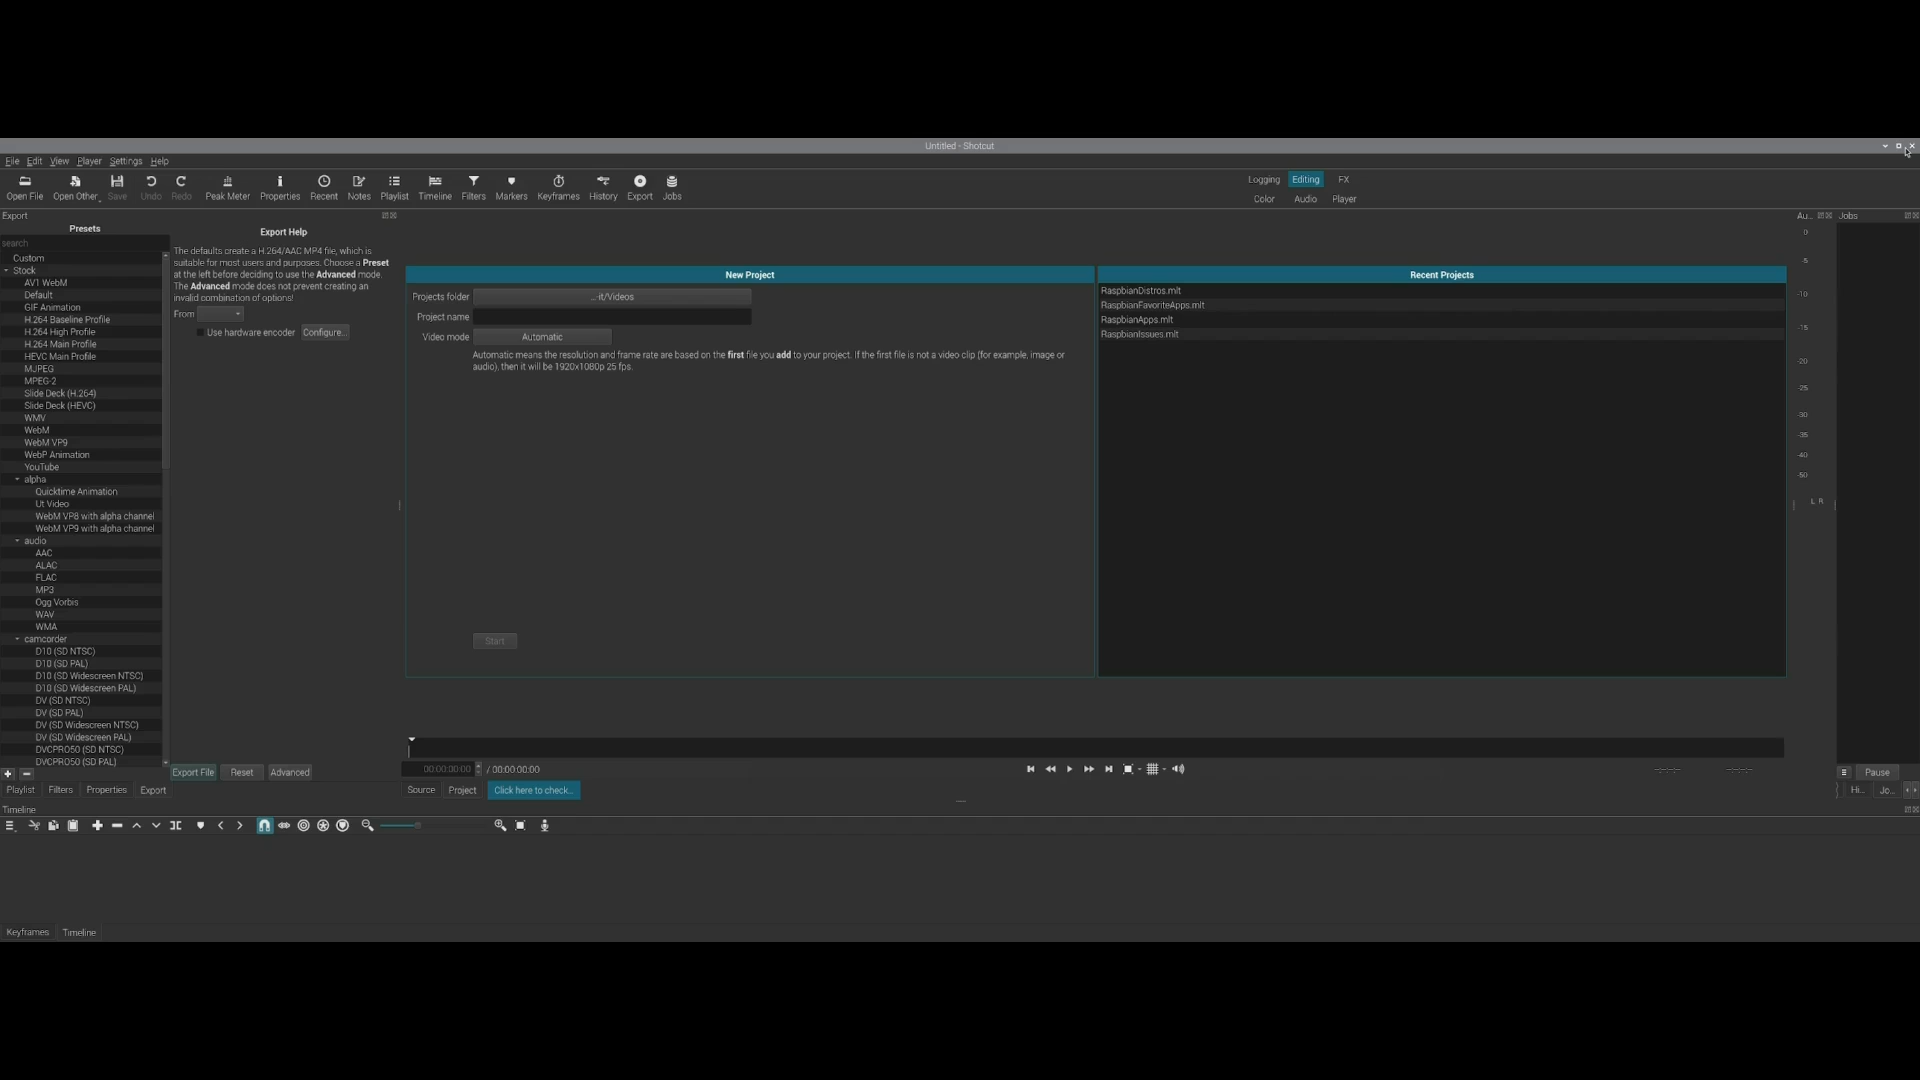 Untitled - Shotcut
File Edit View Player Settings Help
Open File Open Other.. Save Undo Redo Peak Meter Properties Recent Notes Playlist Timeline Filters Markers Keyframes History Export Jobs
Logging Editing FX
Color Audio Player
Export
Presets
search
Custom
Stock
AV1 WebM
Default
GIF Animation
H.264 Baseline Profile
H.264 High Profile
H.264 Main Profile
HEVC Main Profile
MJPEG
MPEG-2
Slide Deck (H.264)
Slide Deck (HEVC)
WMV
WebM
WebM VP9
WebP Animation
YouTube
alpha
Quicktime Animation
Ut Video
WebM VP8 with alpha channel
WebM VP9 with alpha channel
audio
AAC
ALAC
FLAC
MP3
Ogg Vorbis
WAV
WMA
camcorder
D10 (SD NTSC)
D10 (SD PAL)
D10 (SD Widescreen NTSC)
D10 (SD Widescreen PAL)
DV (SD NTSC)
DV (SD PAL)
DV (SD Widescreen NTSC)
DV (SD Widescreen PAL)
DVCPRO50 (SD NTSC)
DVCPRO50 (SD PAL)
Export Help
The defaults create a H.264/AAC MP4 file, which is
suitable for most users and purposes. Choose a Preset
at the left before deciding to use the Advanced mode.
The Advanced mode does not prevent creating an
invalid combination of options!
From
Use hardware encoder Configure...
Export File Reset Advanced
Playlist Filters Properties Export
New Project
Projects folder ...-it/Videos
Project name
Video mode Automatic
Automatic means the resolution and frame rate are based on the first file you add to your project. If the first file is not a video clip (for example, image or
audio), then it will be 1920x1080p 25 fps.
Start
Recent Projects
RaspbianDistros.mlt
RaspbianFavoriteApps.mlt
RaspbianApps.mlt
RaspbianIssues.mlt
00:00:00:00 / 00:00:00:00
--:--:-- --:--:--
Source Project Click here to check...
Au...
0
-5
-10
-15
-20
-25
-30
-35
-40
-50
L R
Jobs
Pause
Hi... Jo...
Timeline
Keyframes Timeline